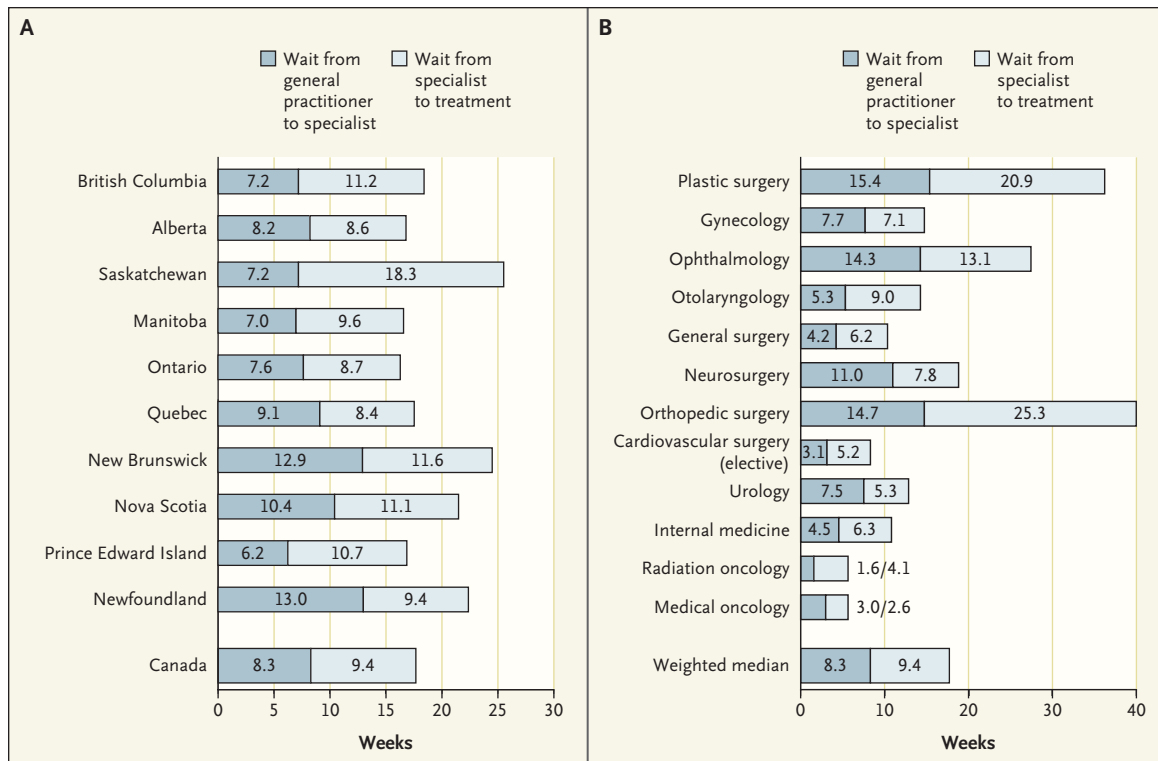 A
Wait from
general
practitioner
to specialist
Wait from
specialist
to treatment
British Columbia 7.2 11.2
Alberta 8.2 8.6
Saskatchewan 7.2 18.3
Manitoba 7.0 9.6
Ontario 7.6 8.7
Quebec 9.1 8.4
New Brunswick 12.9 11.6
Nova Scotia 10.4 11.1
Prince Edward Island 6.2 10.7
Newfoundland 13.0 9.4
Canada 8.3 9.4
0 5 10 15 20 25 30
Weeks
B
Wait from
general
practitioner
to specialist
Wait from
specialist
to treatment
Plastic surgery 15.4 20.9
Gynecology 7.7 7.1
Ophthalmology 14.3 13.1
Otolaryngology 5.3 9.0
General surgery 4.2 6.2
Neurosurgery 11.0 7.8
Orthopedic surgery 14.7 25.3
Cardiovascular surgery
(elective) 3.1 5.2
Urology 7.5 5.3
Internal medicine 4.5 6.3
Radiation oncology 1.6/4.1
Medical oncology 3.0/2.6
Weighted median 8.3 9.4
0 10 20 30 40
Weeks